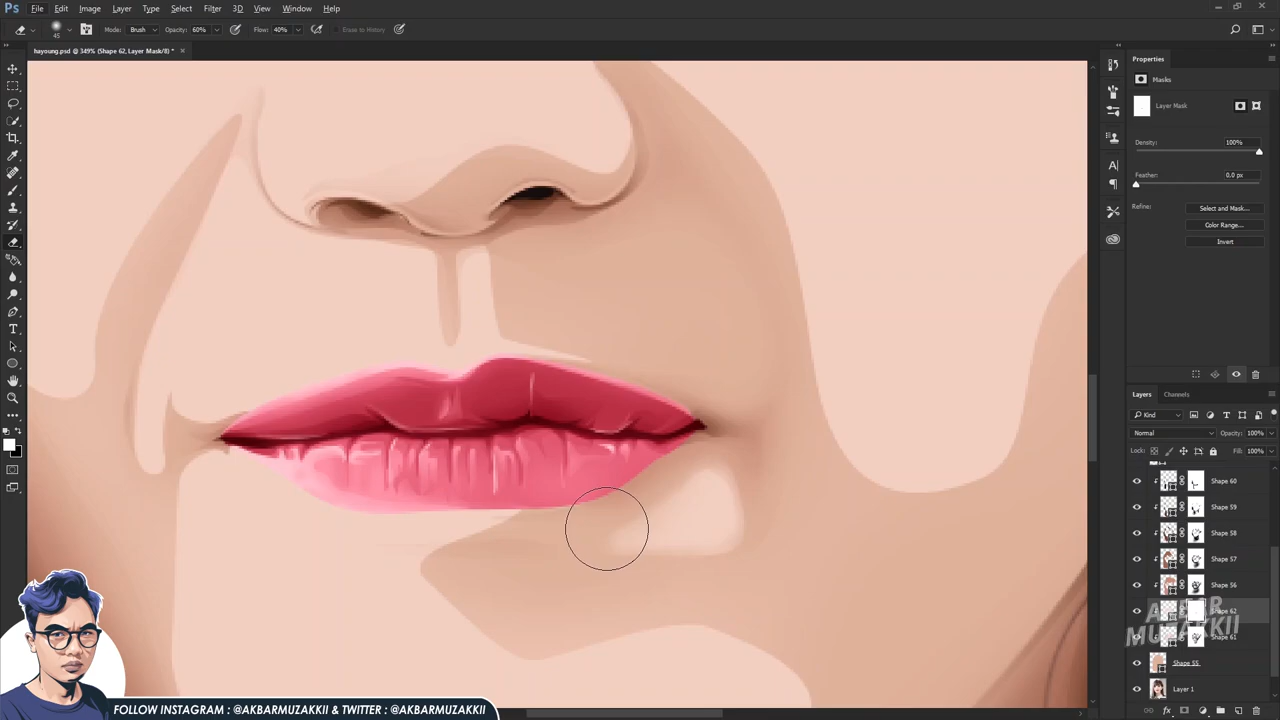 Ps File Edit Image Layer Type Select Filter 3D View Window Help
45 Mode: Brush Opacity: 60% Flow: 40% Erase to History
hayoung.psd @ 349% (Shape 62, Layer Mask/8) *
Properties
Masks
Layer Mask
Density: 100%
Feather: 0.0 px
Refine: Select and Mask...
Color Range...
Invert
Layers Channels
Kind
Normal Opacity: 100%
Lock: Fill: 100%
Shape 60
Shape 59
Shape 58
Shape 57
Shape 56
Shape 62
Shape 61
AKBAR
MUZAKKII
Shape 55
Layer 1
FOLLOW INSTAGRAM : @AKBARMUZAKKII & TWITTER : @AKBARMUZAKKII